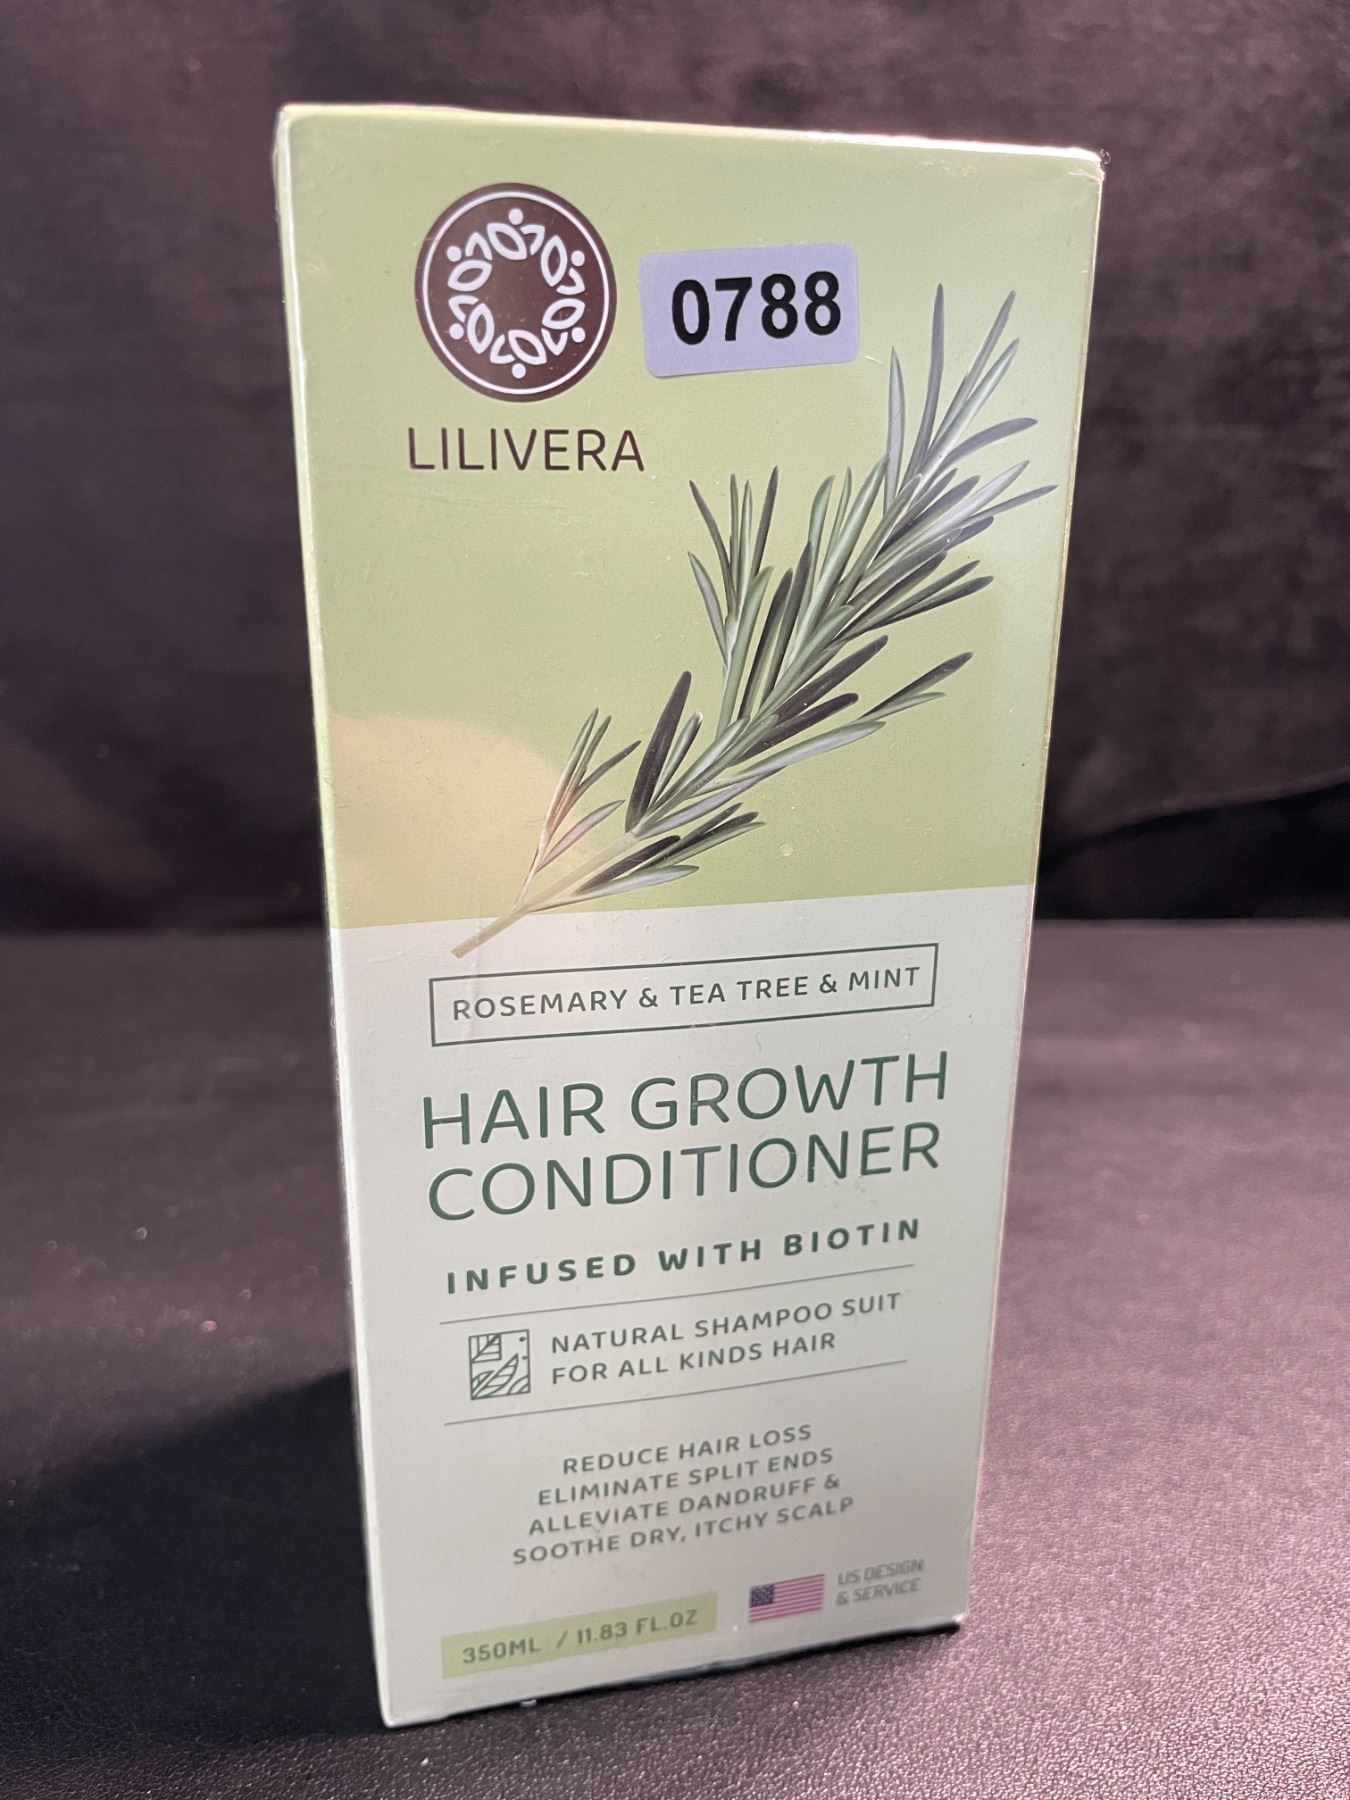 0788
LILIVERA
ROSEMARY & TEA TREE & MINT
HAIR GROWTH
CONDITIONER
INFUSED WITH BIOTIN
NATURAL SHAMPOO SUIT
FOR ALL KINDS HAIR
REDUCE HAIR LOSS
ELIMINATE SPLIT ENDS
ALLEVIATE DANDRUFF &
SOOTHE DRY, ITCHY SCALP
US DESIGN
& SERVICE
350ML / 11.83 FL.OZ